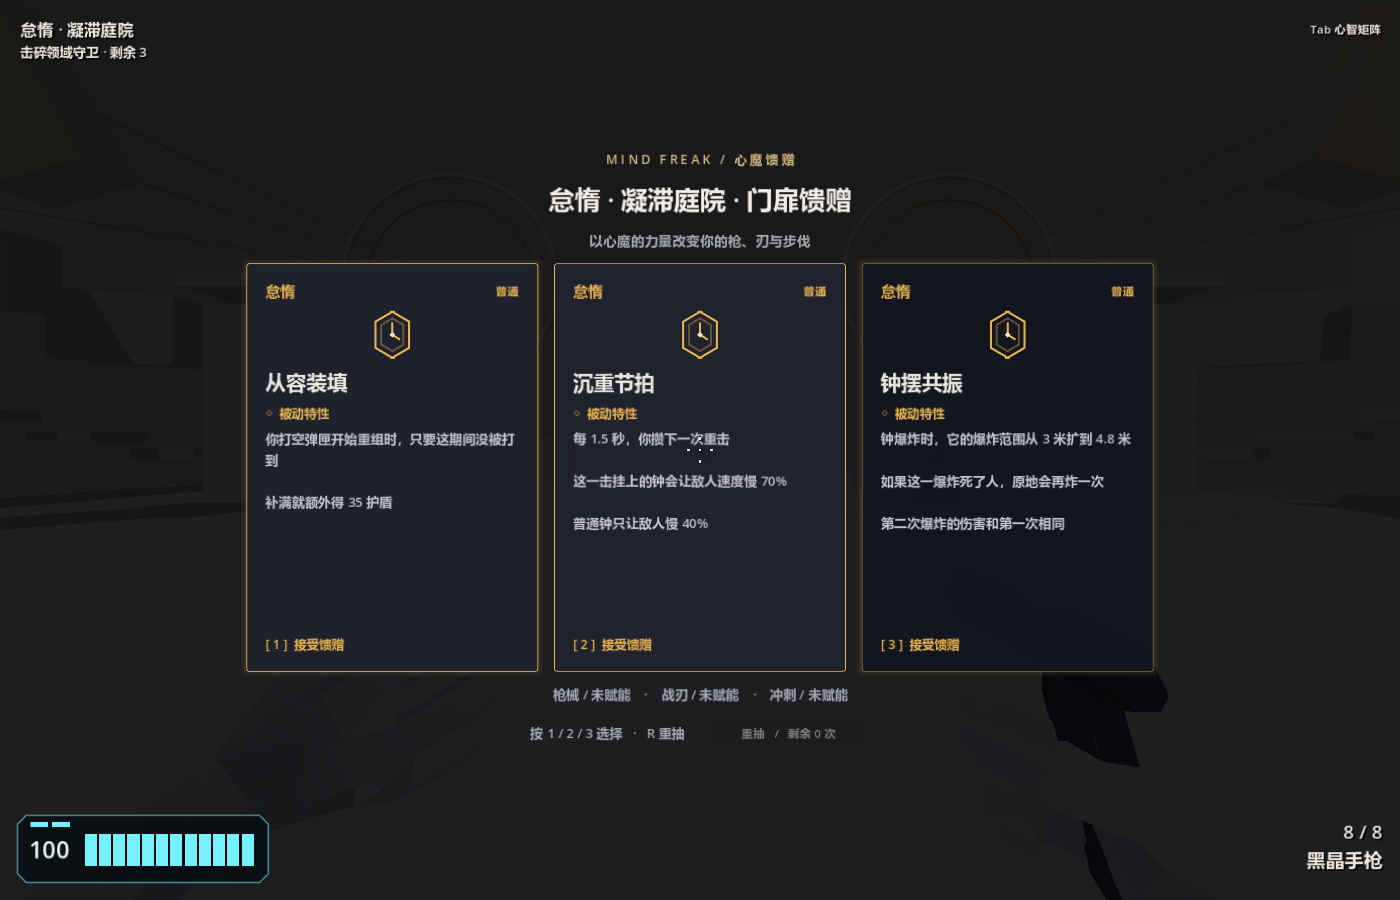 怠惰 · 凝滞庭院
击碎领域守卫 · 剩余 3
Tab 心智矩阵
MIND FREAK / 心魔馈赠
怠惰 · 凝滞庭院 · 门扉馈赠
以心魔的力量改变你的枪、刃与步伐
怠惰 普通
从容装填
被动特性
你打空弹匣开始重组时，只要这期间没被打
到
补满就额外得 35 护盾
[ 1 ] 接受馈赠
怠惰 普通
沉重节拍
被动特性
每 1.5 秒，你攒下一次重击
这一击挂上的钟会让敌人速度慢 70%
普通钟只让敌人慢 40%
[ 2 ] 接受馈赠
怠惰 普通
钟摆共振
被动特性
钟爆炸时，它的爆炸范围从 3 米扩到 4.8 米
如果这一爆炸死了人，原地会再炸一次
第二次爆炸的伤害和第一次相同
[ 3 ] 接受馈赠
枪械 / 未赋能 · 战刃 / 未赋能 · 冲刺 / 未赋能
按 1 / 2 / 3 选择 · R 重抽
重抽 / 剩余 0 次
100
8 / 8
黑晶手枪